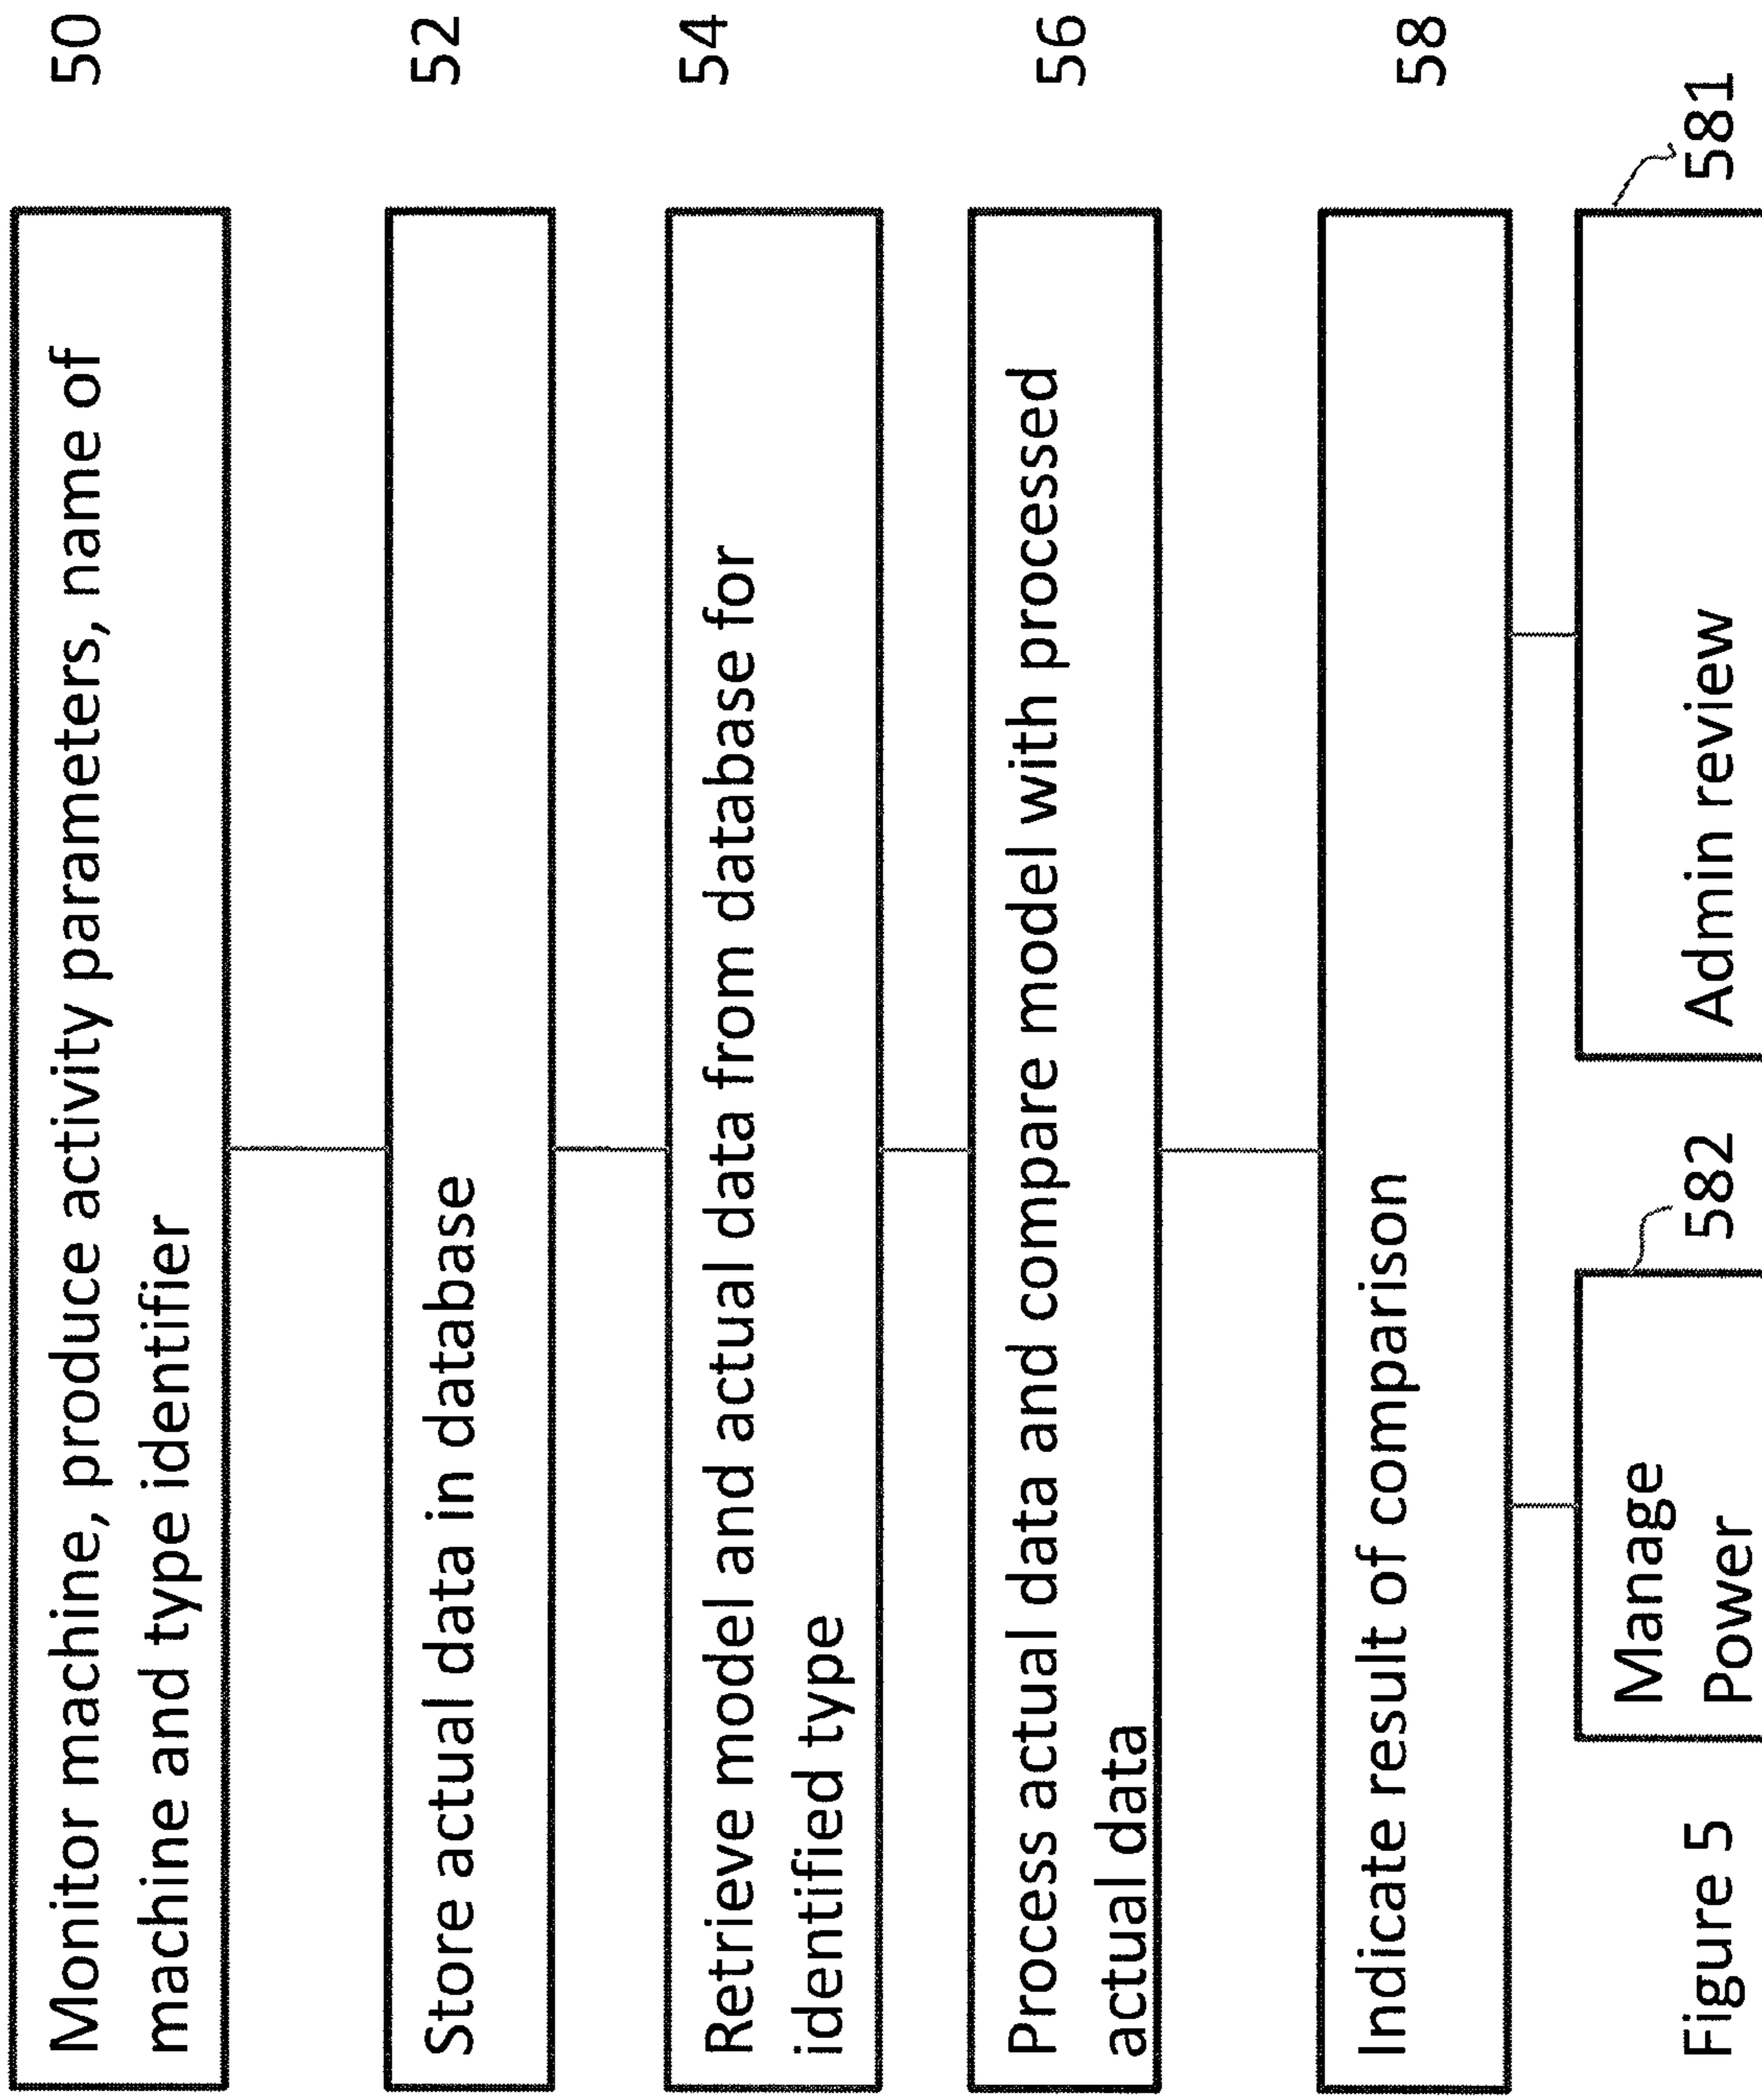 Monitor machine, produce activity parameters, name of
machine and type identifier
50
Store actual data in database
52
Retrieve model and actual data from database for
identified type
54
Process actual data and compare model with processed
actual data
56
Indicate result of comparison
58
Manage
Power
582
Admin review
581
Figure 5